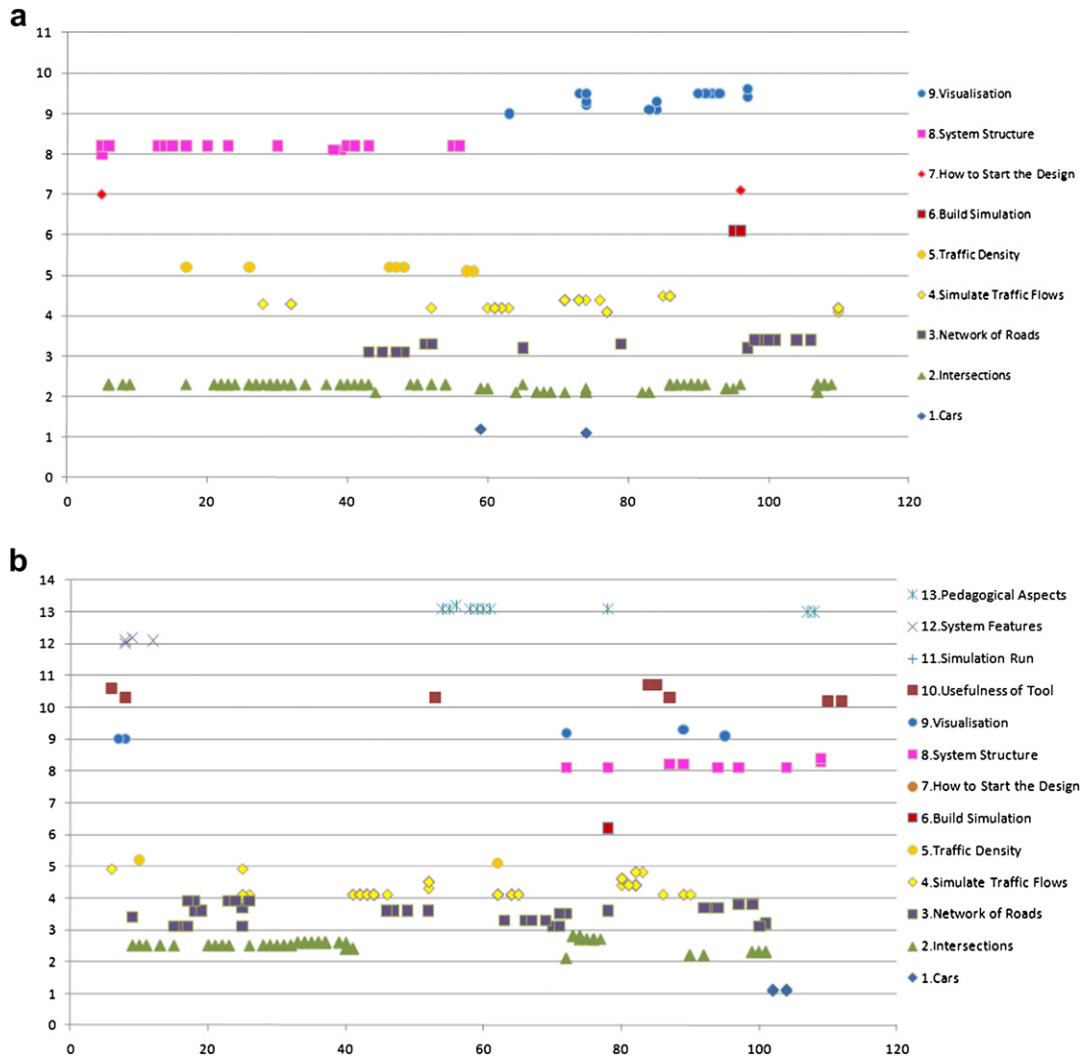 a
11
10
9
8
7
6
5
4
3
2
1
0
0 20 40 60 80 100 120
9.Visualisation
8.System Structure
7.How to Start the Design
6.Build Simulation
5.Traffic Density
4.Simulate Traffic Flows
3.Network of Roads
2.Intersections
1.Cars
b
14
13
12
11
10
9
8
7
6
5
4
3
2
1
0
0 20 40 60 80 100 120
13.Pedagogical Aspects
12.System Features
11.Simulation Run
10.Usefulness of Tool
9.Visualisation
8.System Structure
7.How to Start the Design
6.Build Simulation
5.Traffic Density
4.Simulate Traffic Flows
3.Network of Roads
2.Intersections
1.Cars